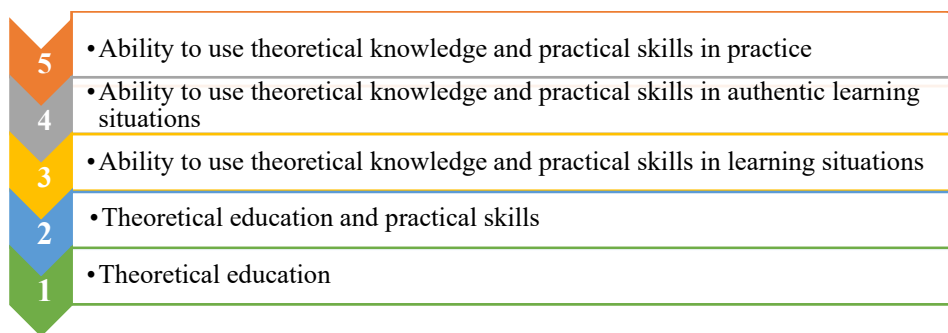 5
•Ability to use theoretical knowledge and practical skills in practice
4
•Ability to use theoretical knowledge and practical skills in authentic learning
situations
3
•Ability to use theoretical knowledge and practical skills in learning situations
2
•Theoretical education and practical skills
1
•Theoretical education